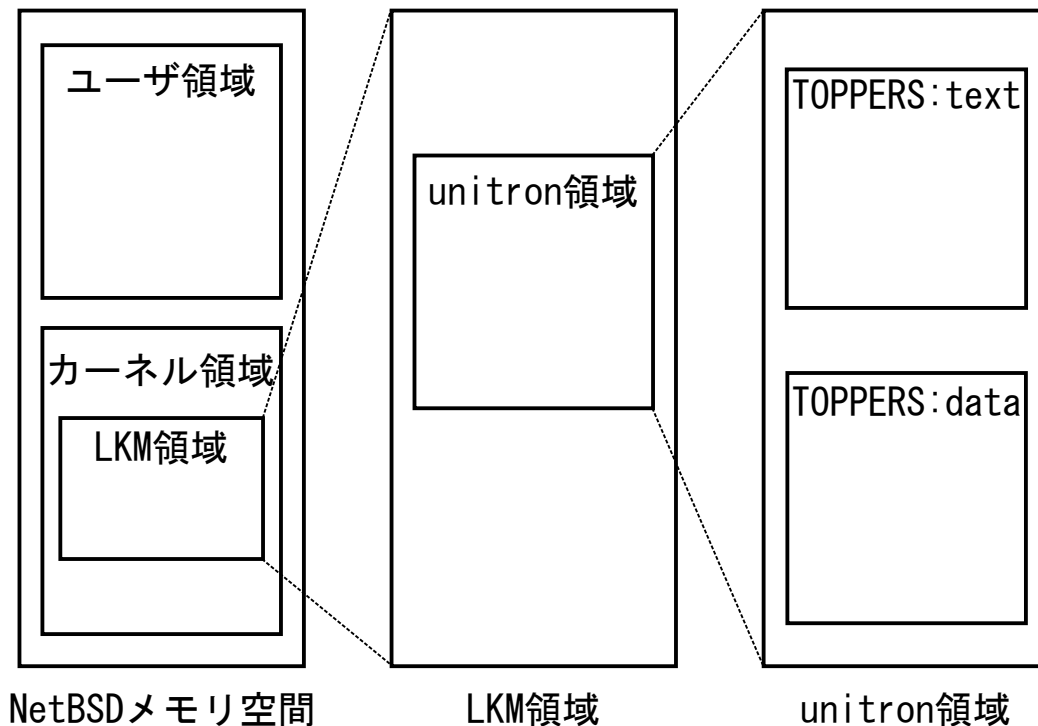 ユーザ領域
カーネル領域
LKM領域
NetBSDメモリ空間
unitron領域
LKM領域
TOPPERS:text
TOPPERS:data
unitron領域